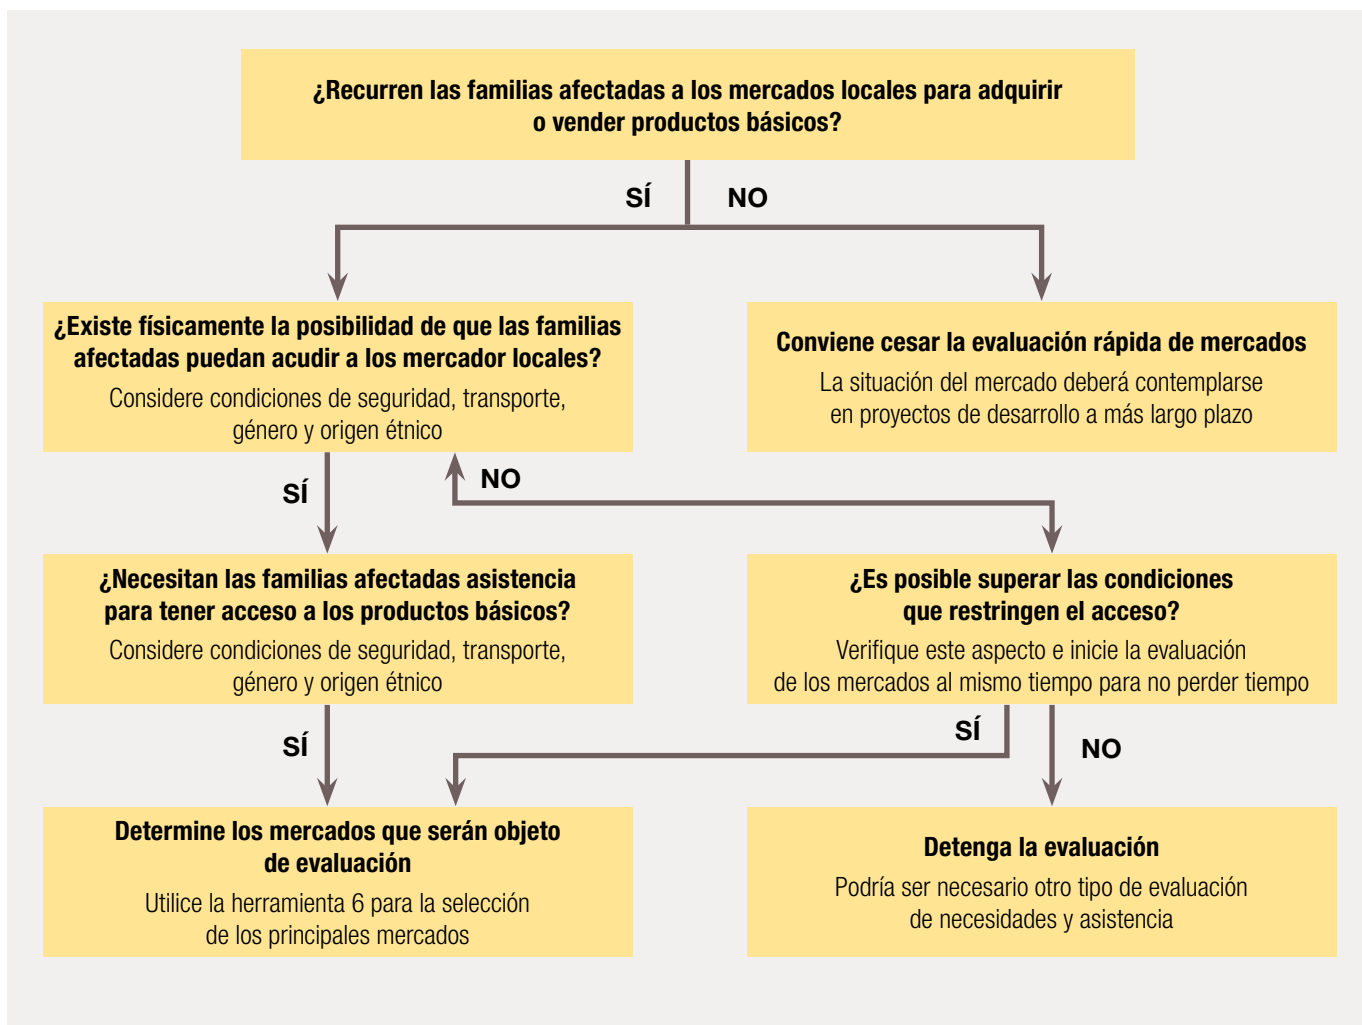 ¿Recurren las familias afectadas a los mercados locales para adquirir
o vender productos básicos?
SÍ
NO
¿Existe físicamente la posibilidad de que las familias
afectadas puedan acudir a los mercador locales?
Considere condiciones de seguridad, transporte,
género y origen étnico
Conviene cesar la evaluación rápida de mercados
La situación del mercado deberá contemplarse
en proyectos de desarrollo a más largo plazo
SÍ
NO
¿Necesitan las familias afectadas asistencia
para tener acceso a los productos básicos?
Considere condiciones de seguridad, transporte,
género y origen étnico
¿Es posible superar las condiciones
que restringen el acceso?
Verifique este aspecto e inicie la evaluación
de los mercados al mismo tiempo para no perder tiempo
SÍ
SÍ
NO
Determine los mercados que serán objeto
de evaluación
Utilice la herramienta 6 para la selección
de los principales mercados
Detenga la evaluación
Podría ser necesario otro tipo de evaluación
de necesidades y asistencia